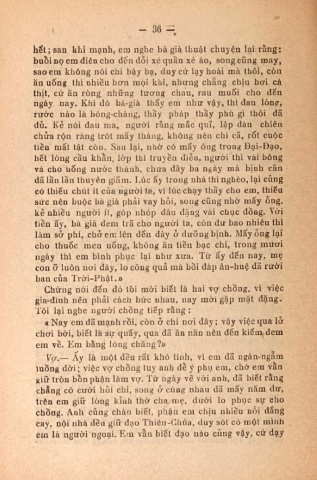 — 36 —
hết; sau khi mạnh, em nghe bà già thuật chuyện lại rằng:
buồi nọ em điên cho đến đỗi xé quần xé áo, song cũng may,
sao em không nói chi bậy bạ, duy cứ lạy hoài mà thôi, còn
ăn uống thì nhiều hơn mọi khi, nhưng chẳng chịu hơi cá
thịt, cứ ăn ròng những tương chau, rau muối cho đến
ngày nay. Khi đó bà-già thấy em như vậy, thì đau lòng,
rước nào là bóng-chàng, thầy pháp thầy phù gì thôi đã
đủ. Kẻ nói đau ma, người rằng mắc quỉ, lập đàn chiên
chửa rộn ràng trót mấy tháng, không nên chi cả, rốt cuộc
tiền mất tật còn. Sau lại, nhờ có mấy ông trong Đại-Đạo,
hết lòng cầu khẩn, lớp thì truyền diễn, người thì vái bông
và cho uống nước thánh, chưa đầy ba ngày mà bịnh căn
đã lần lần thuyên giảm. Lúc ấy trong nhà thì nghèo, lại cũng
có thiếu chút ít của người ta, vì lúc chạy thầy cho em, thiếu
sức nên buộc bà già phải vay hỏi, song cũng nhờ mấy ông,
kẻ nhiều người ít, góp nhóp đâu đặng vài chục đồng. Với
tiền ấy, bà già đem trả cho người ta, còn dư bao nhiêu thì
làm sở phí, chở em lên đến đây ở dưỡng bịnh. Mấy ông lại
cho thuốc men uống, không ăn tiền bạc chi, trong mươi
ngày thì em bình phục lại như xưa. Từ ấy đến nay, mẹ
con ở luôn nơi đây, lo công quả mà bồi đáp ân-huệ đã rưới
ban của Trời-Phật.»
Chừng nói đến đó tôi mới biết là hai vợ chồng, vì việc
gia-đình nên phải cách bức nhau, nay mới gặp mặt đặng.
Tôi lại nghe người chồng tiếp rằng:
«Nay em đã mạnh rồi, còn ở chi nơi đây; vậy việc qua lở
chơi bời, biết là sự quấy, qua đã ăn năn nên đến kiếm đem
em về. Em bằng lòng chăng?»
Vợ.— Ấy là một đều rất khó tính, vì em đã ngán-ngẫm
tuồng đời; việc vợ chồng tuy anh để ý phụ em, chớ em vẫn
giữ tròn bồn phận làm vợ. Từ ngày về với anh, đã biết rằng
chẳng có cưới hỏi chi, song ở cùng nhau đã mấy năm dư,
trên em giữ lòng kỉnh thờ cha mẹ, dưới lo phục sự cho
chồng. Anh cũng chán biết, phận em chịu nhiều nỗi đắng
cay, nội nhà đều giữ đạo Thiên-Chúa, duy sót có một mình
em là người ngoại. Em vẫn biết đạo nào cũng vậy, cứ dạy